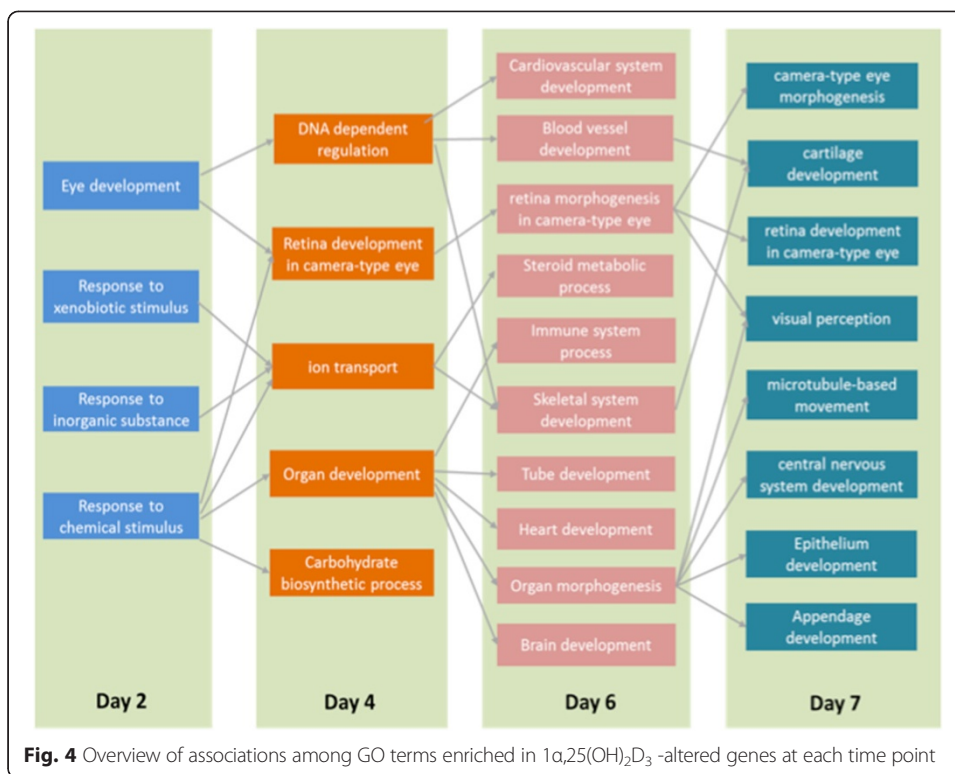 Eye development
Response to
xenobiotic stimulus
Response to
inorganic substance
Response to
chemical stimulus
Day 2
DNA dependent
regulation
Retina development
in camera-type eye
ion transport
Organ development
Carbohydrate
biosynthetic process
Day 4
Cardiovascular system
development
Blood vessel
development
retina morphogenesis
in camera-type eye
Steroid metabolic
process
Immune system
process
Skeletal system
development
Tube development
Heart development
Organ morphogenesis
Brain development
Day 6
camera-type eye
morphogenesis
cartilage
development
retina development
in camera-type eye
visual perception
microtubule-based
movement
central nervous
system development
Epithelium
development
Appendage
development
Day 7
Fig. 4 Overview of associations among GO terms enriched in 1α,25(OH)₂D₃ -altered genes at each time point